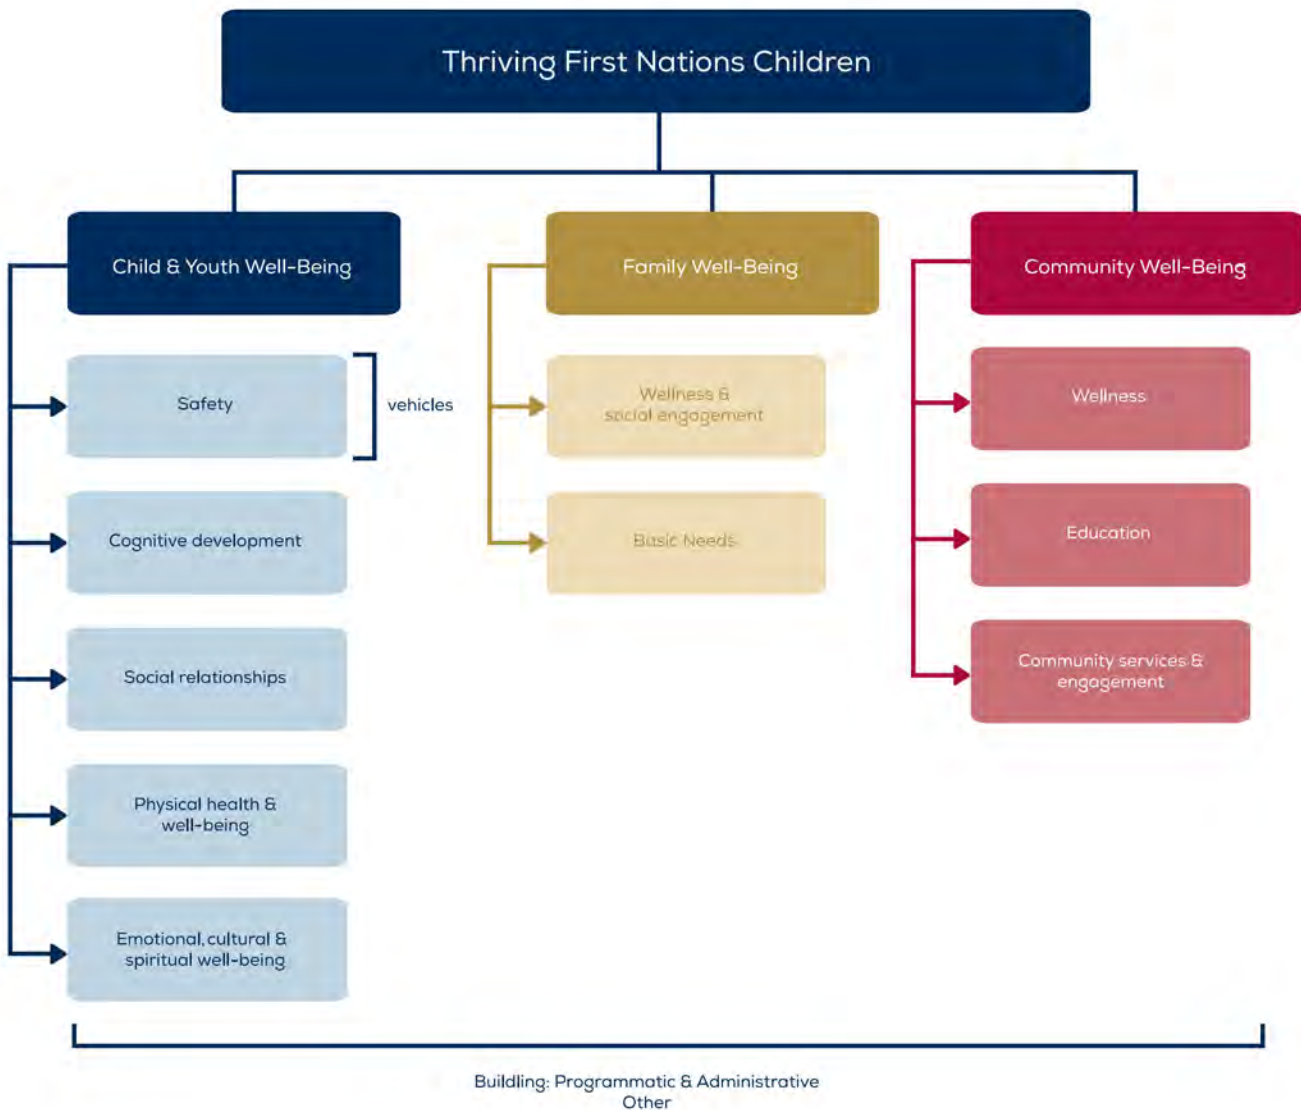 Thriving First Nations Children
Child & Youth Well-Being
Family Well-Being
Community Well-Being
Safety
vehicles
Cognitive development
Social relationships
Physical health &
well-being
Emotional, cultural &
spiritual well-being
Wellness &
social engagement
Basic Needs
Wellness
Education
Community services &
engagement
Buildling: Programmatic & Administrative
Other